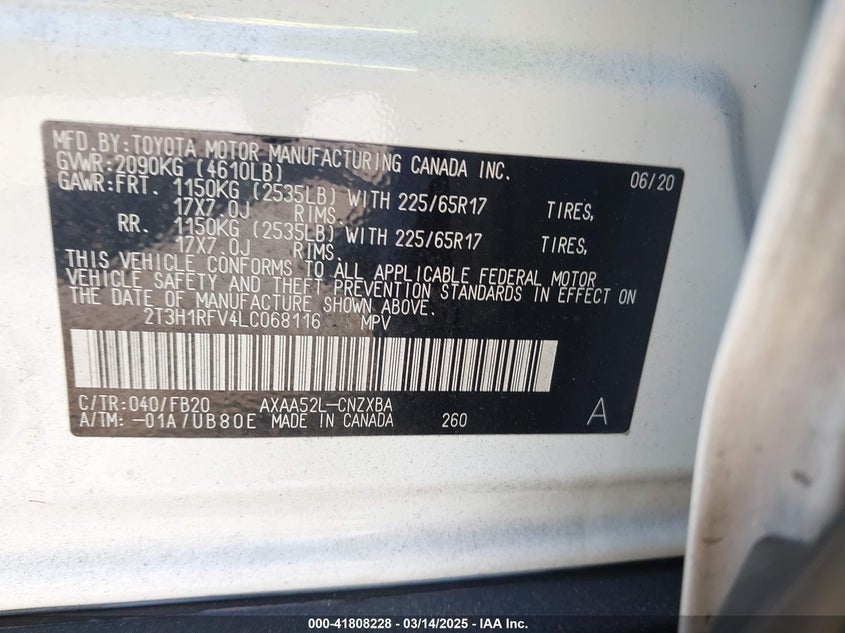 MFD.BY:TOYOTA MOTOR MANUFACTURING CANADA INC.
06/20
GVWR:2090KG (4610LB)
GAWR:FRT. 1150KG (2535LB) WITH 225/65R17 TIRES,
17X7.0J RIMS.
RR. 1150KG (2535LB) WITH 225/65R17 TIRES,
17X7.0J RIMS.
THIS VEHICLE CONFORMS TO ALL APPLICABLE FEDERAL MOTOR
VEHICLE SAFETY AND THEFT PREVENTION STANDARDS IN EFFECT ON
THE DATE OF MANUFACTURE SHOWN ABOVE.
2T3H1RFV4LC068116 MPV
C/TR:040/FB20 AXAA52L-CNZXBA A
A/TM:-01A/UB80E MADE IN CANADA 260
000-41808228 - 03/14/2025 - IAA Inc.